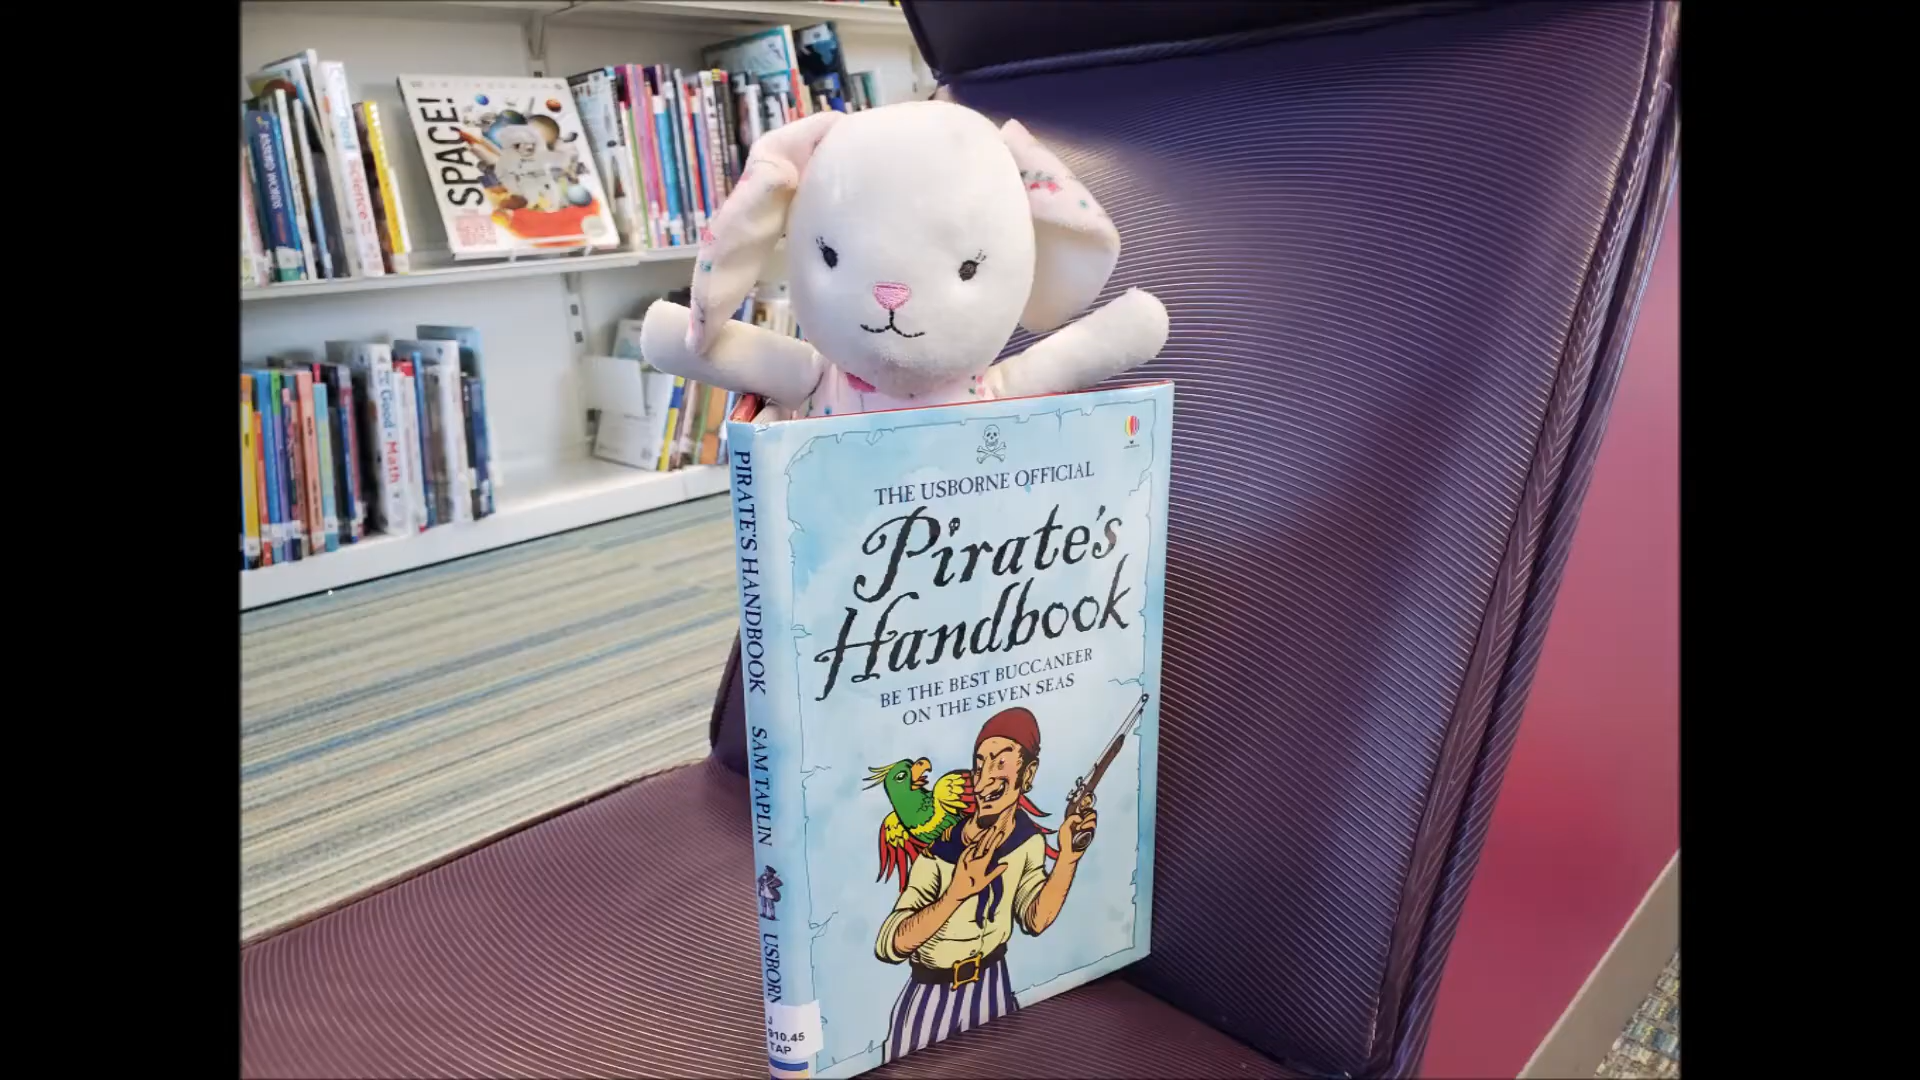 SPACE!
Science
Good
Math
THE USBORNE OFFICIAL
Pirate's
Handbook
BE THE BEST BUCCANEER
ON THE SEVEN SEAS
PIRATE'S HANDBOOK SAM TAPLIN USBORN
J
910.45
TAP